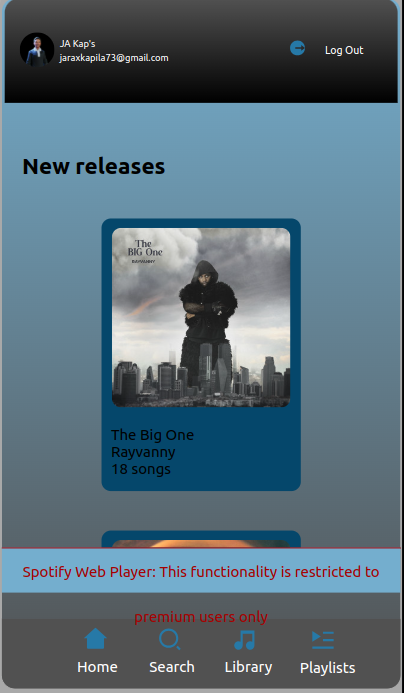 JA Kap's
jaraxkapila73@gmail.com
Log Out
New releases
The
BIG One
RAYVANNY
The Big One
Rayvanny
18 songs
Spotify Web Player: This functionality is restricted to
premium users only
Home
Search
Library
Playlists